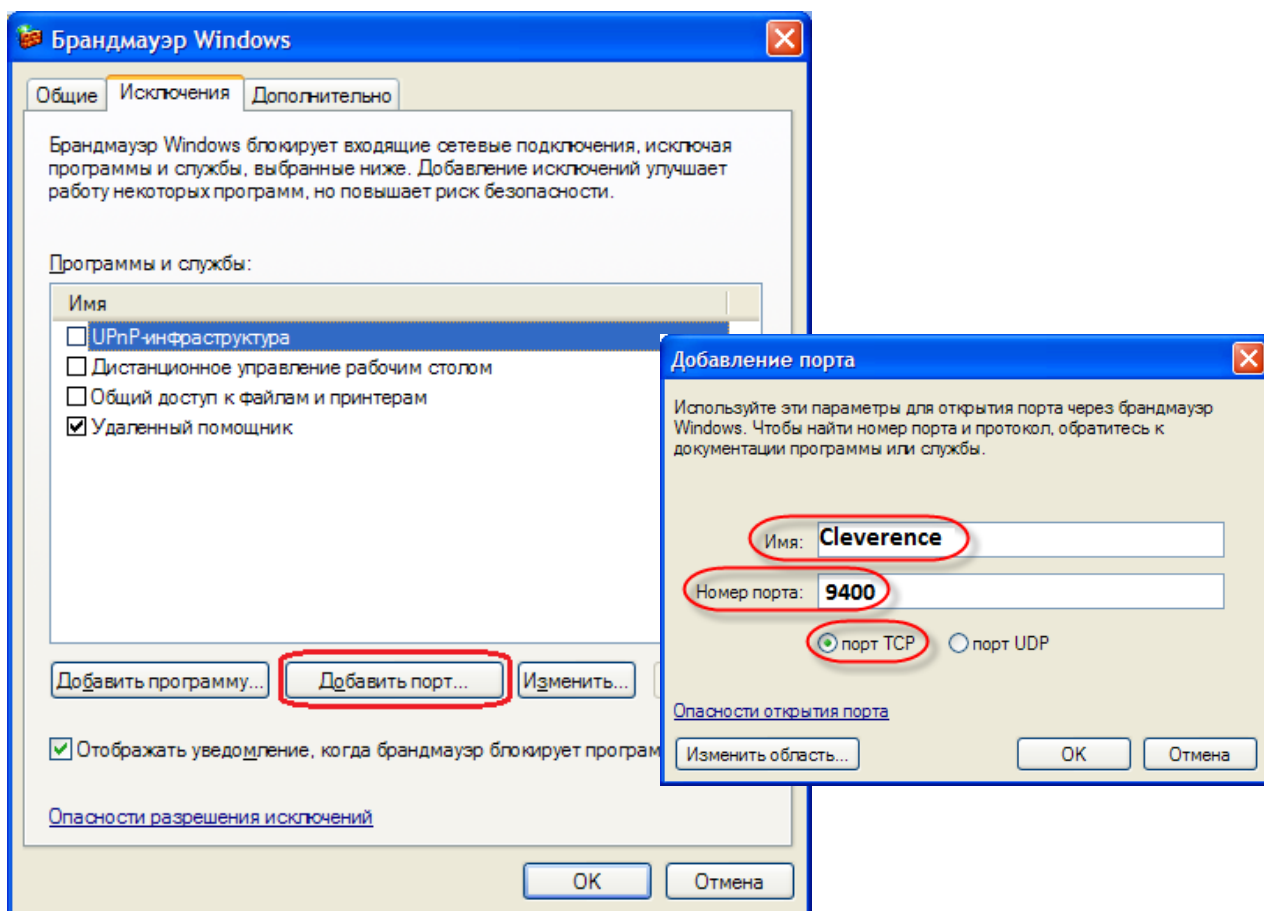 Брандмауэр Windows
Общие
Исключения
Дополнительно
Брандмауэр Windows блокирует входящие сетевые подключения, исключая
программы и службы, выбранные ниже. Добавление исключений улучшает
работу некоторых программ, но повышает риск безопасности.
Программы и службы:
Имя
UPnP-инфраструктура
Дистанционное управление рабочим столом
Общий доступ к файлам и принтерам
Удаленный помощник
Добавить программу...
Добавить порт...
Изменить...
Отображать уведомление, когда брандмауэр блокирует програм
Опасности разрешения исключений
OK
Отмена
Добавление порта
Используйте эти параметры для открытия порта через брандмауэр
Windows. Чтобы найти номер порта и протокол, обратитесь к
документации программы или службы.
Имя: Cleverence
Номер порта: 9400
порт TCP
порт UDP
Опасности открытия порта
Изменить область...
OK
Отмена